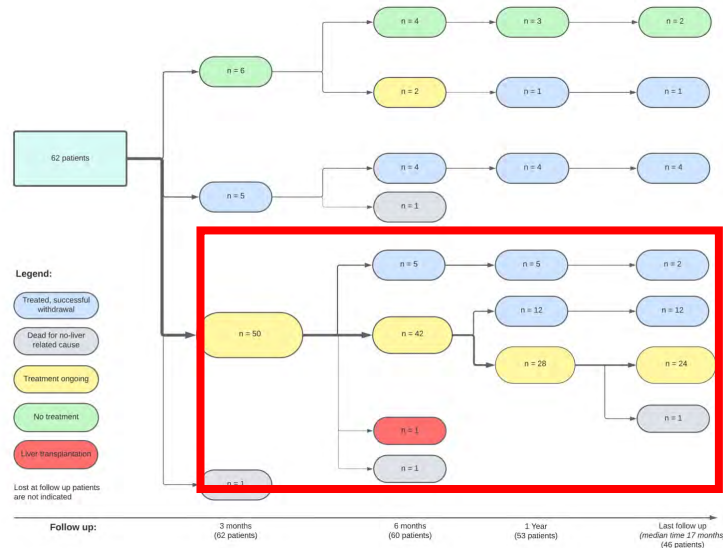 n = 4
n = 3
n = 2
n = 6
n = 2
n = 1
n = 1
62 patients
n = 4
n = 4
n = 4
n = 5
n = 1
n = 5
n = 5
n = 2
Legend:
Treated, successful
withdrawal
n = 12
n = 12
Dead for no-liver
related cause
n = 50
n = 42
n = 28
n = 24
Treatment ongoing
No treatment
n = 1
n = 1
Liver transplantation
n = 1
n = 1
Lost at follow up patients
are not indicated
Follow up:
3 months
(62 patients)
6 months
(60 patients)
1 Year
(53 patients)
Last follow up
(median time 17 months
(46 patients)